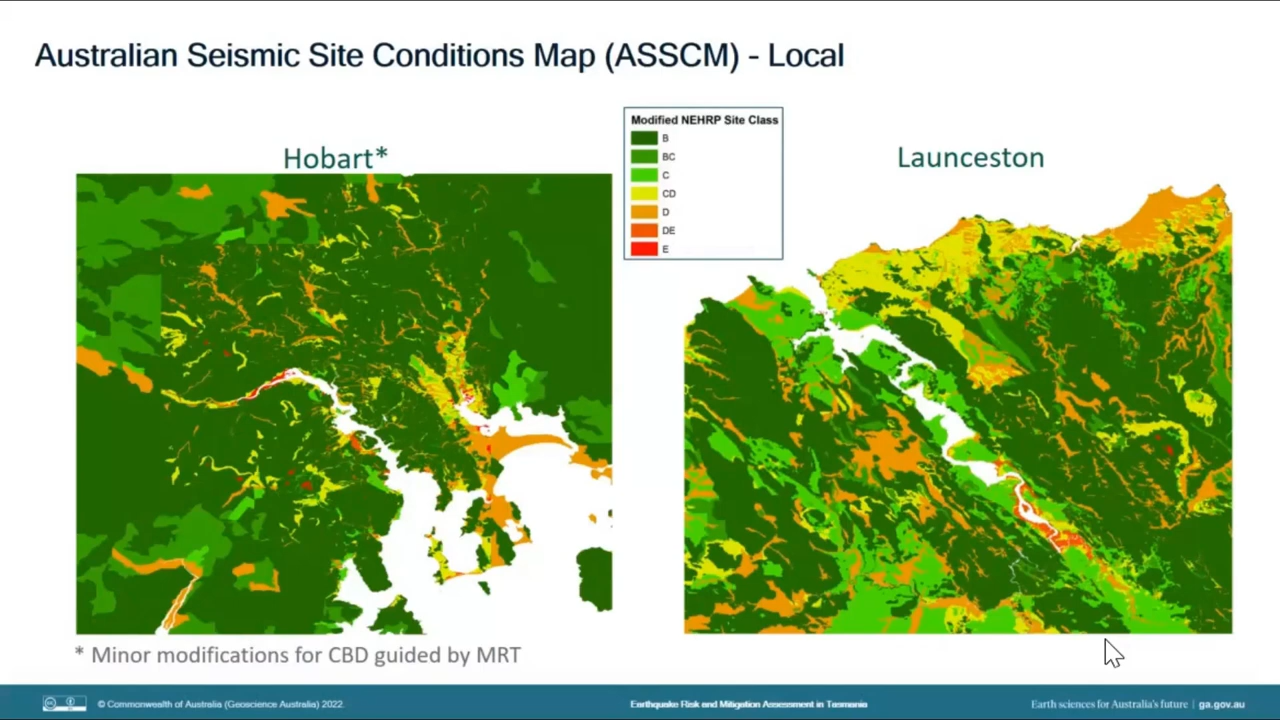 Australian Seismic Site Conditions Map (ASSCM) - Local
Hobart*
Modified NEHRP Site Class
B
BC
C
CD
D
DE
E
Launceston
* Minor modifications for CBD guided by MRT
© Commonwealth of Australia (Geoscience Australia) 2022.
Earthquake Risk and Mitigation Assessment in Tasmania
Earth sciences for Australia's future | ga.gov.au